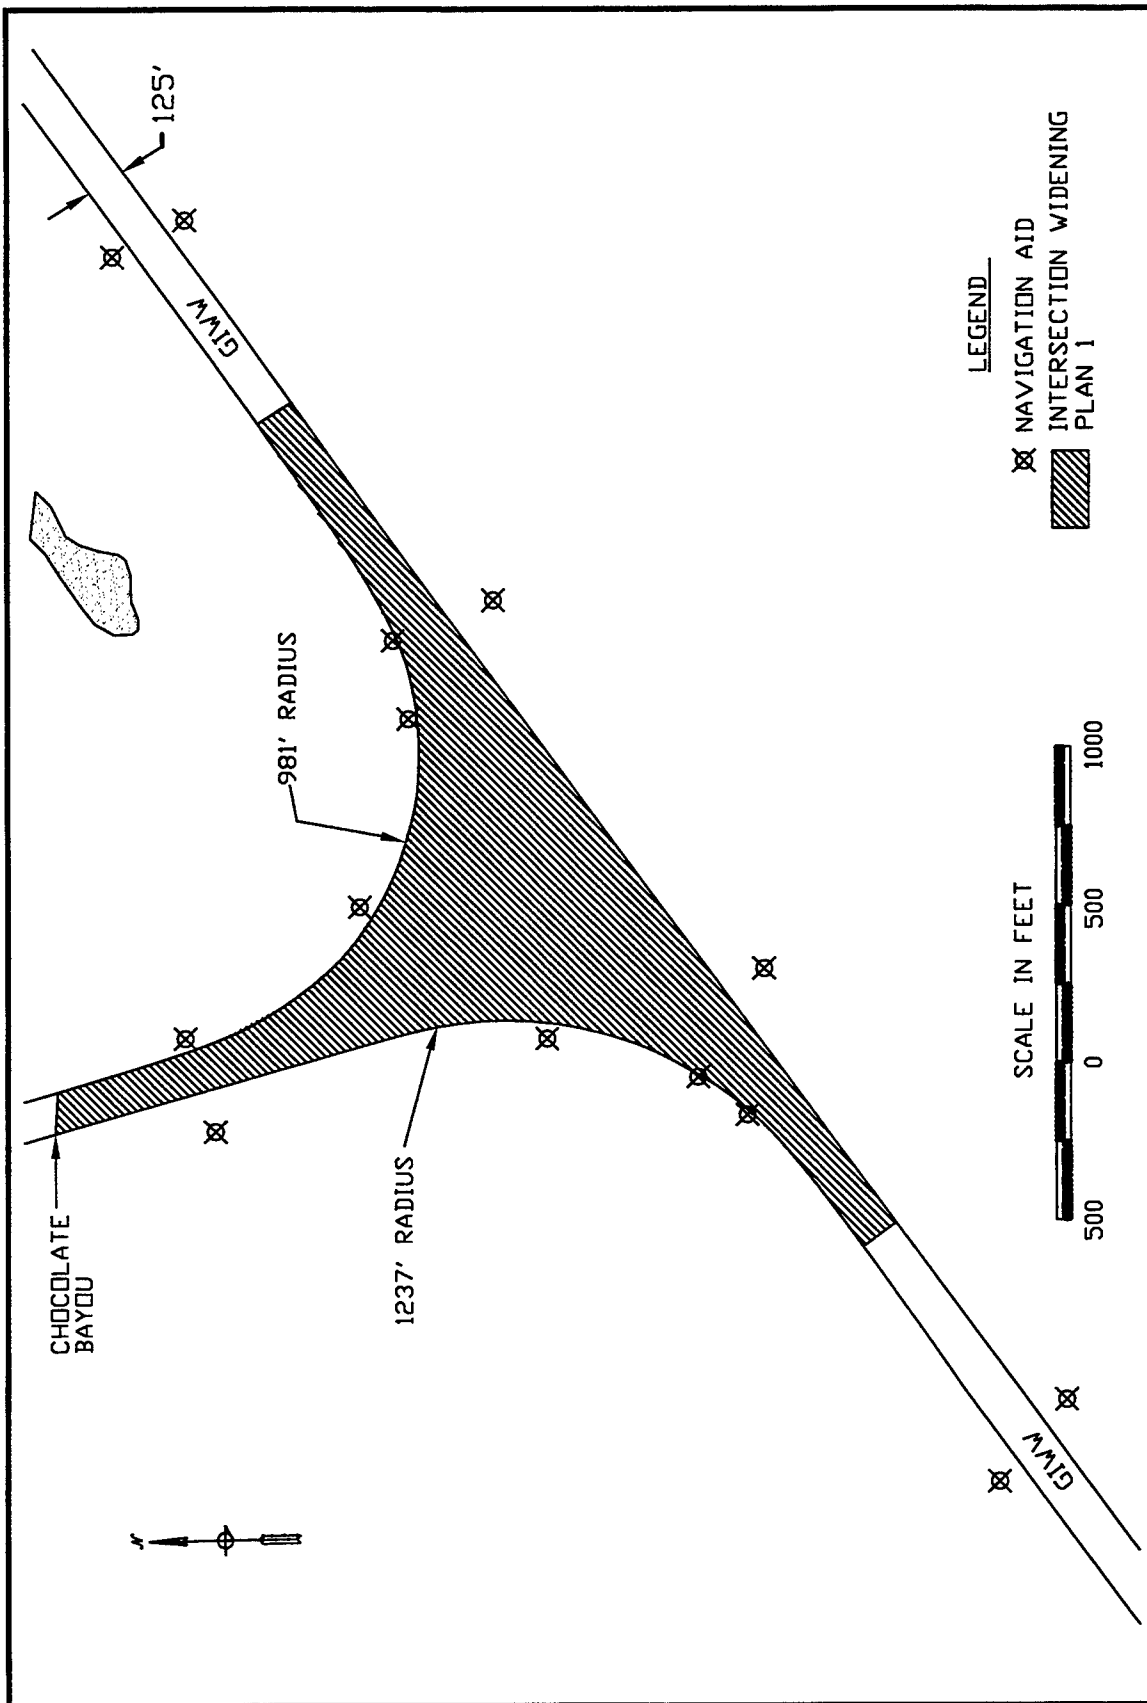 CHOCOLATE
BAYOU
N
1237' RADIUS
981' RADIUS
125'
GIWW
GIWW
LEGEND
NAVIGATION AID
INTERSECTION WIDENING
PLAN 1
SCALE IN FEET
500 0 500 1000